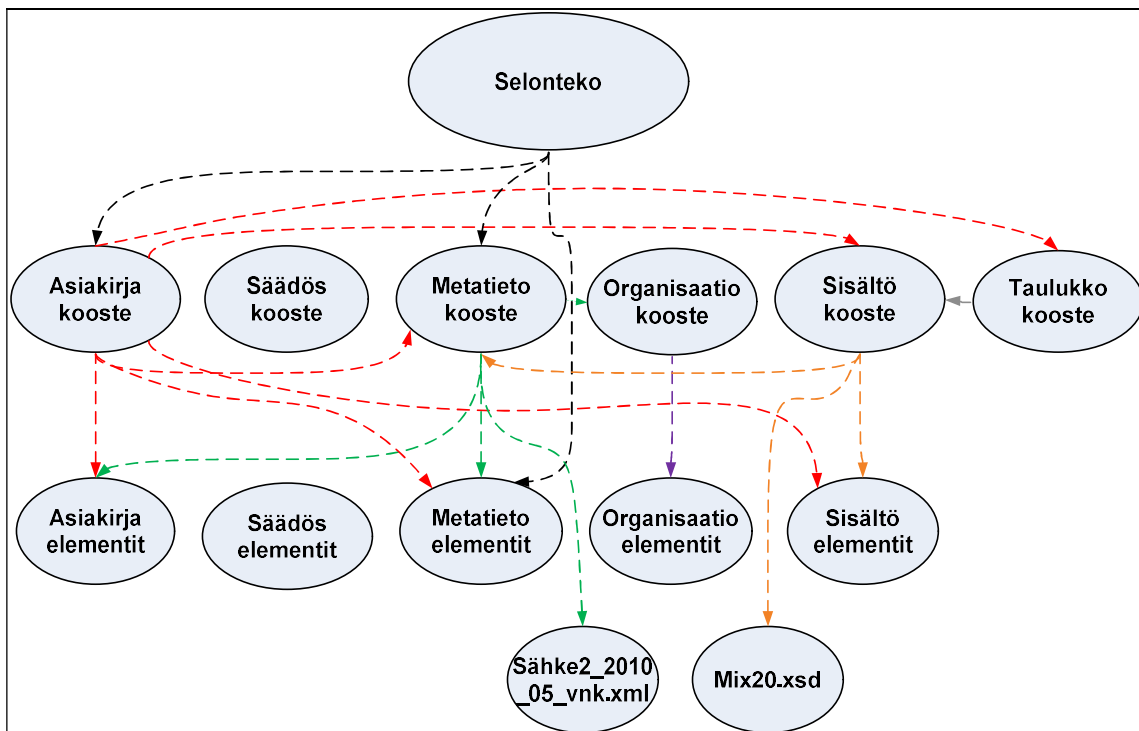 Selonteko
Asiakirja
kooste
Säädös
kooste
Metatieto
kooste
Organisaatio
kooste
Sisältö
kooste
Taulukko
kooste
Asiakirja
elementit
Säädös
elementit
Metatieto
elementit
Organisaatio
elementit
Sisältö
elementit
Sähke2_2010
_05_vnk.xml
Mix20.xsd